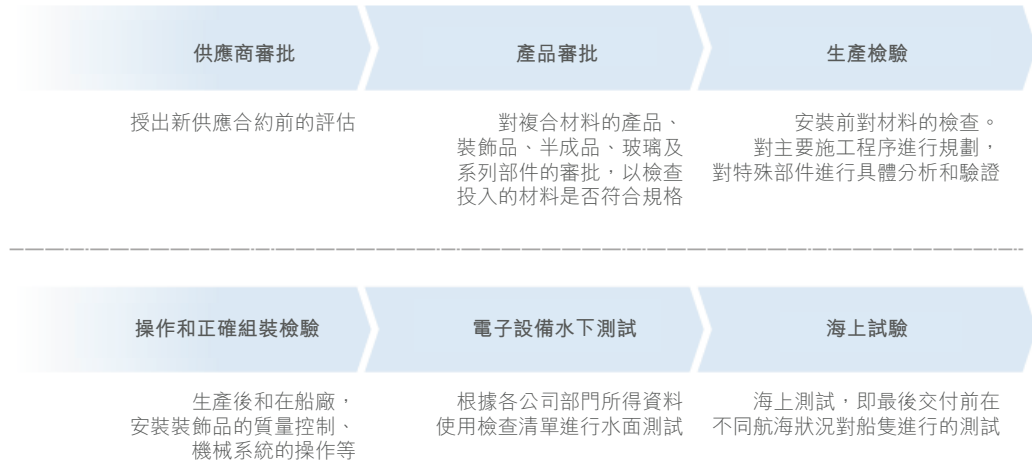 供應商審批
產品審批
生產檢驗
授出新供應合約前的評估
對複合材料的產品、
裝飾品、半成品、玻璃及
系列部件的審批，以檢查
投入的材料是否符合規格
安裝前對材料的檢查。
對主要施工程序進行規劃，
對特殊部件進行具體分析和驗證
操作和正確組裝檢驗
電子設備水下測試
海上試驗
生產後和在船廠，
安裝裝飾品的質量控制、
機械系統的操作等
根據各公司部門所得資料
使用檢查清單進行水面測試
海上測試，即最後交付前在
不同航海狀況對船隻進行的測試